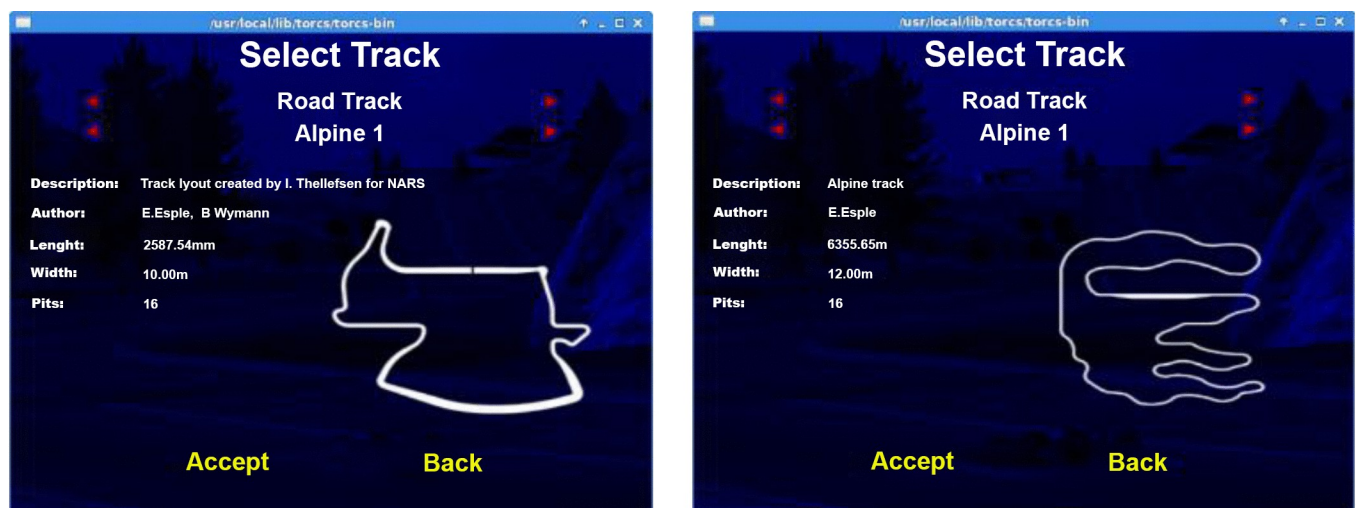 /usr/local/lib/torcs/torcs-bin
Select Track
Road Track
Alpine 1
Description: Track lyout created by I. Thellefsen for NARS
Author: E.Esple, B Wymann
Lenght: 2587.54mm
Width: 10.00m
Pits: 16
Accept Back
/usr/local/lib/torcs/torcs-bin
Select Track
Road Track
Alpine 1
Description: Alpine track
Author: E.Esple
Lenght: 6355.65m
Width: 12.00m
Pits: 16
Accept Back